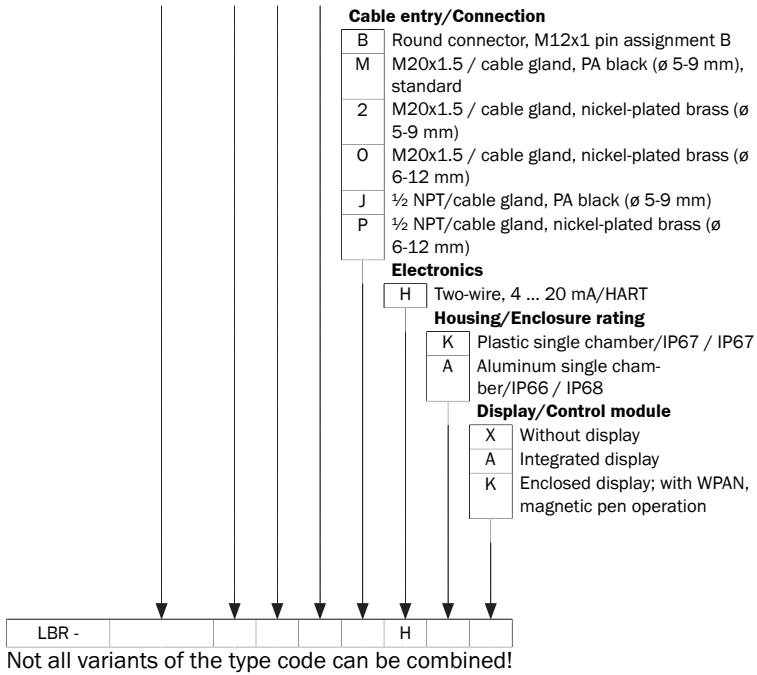 Cable entry/Connection
B Round connector, M12x1 pin assignment B
M M20x1.5 / cable gland, PA black (ø 5-9 mm),
standard
2 M20x1.5 / cable gland, nickel-plated brass (ø
5-9 mm)
0 M20x1.5 / cable gland, nickel-plated brass (ø
6-12 mm)
J ½ NPT/cable gland, PA black (ø 5-9 mm)
P ½ NPT/cable gland, nickel-plated brass (ø
6-12 mm)
Electronics
H Two-wire, 4 ... 20 mA/HART
Housing/Enclosure rating
K Plastic single chamber/IP67 / IP67
A Aluminum single cham-
ber/IP66 / IP68
Display/Control module
X Without display
A Integrated display
K Enclosed display; with WPAN,
magnetic pen operation
LBR - H
Not all variants of the type code can be combined!